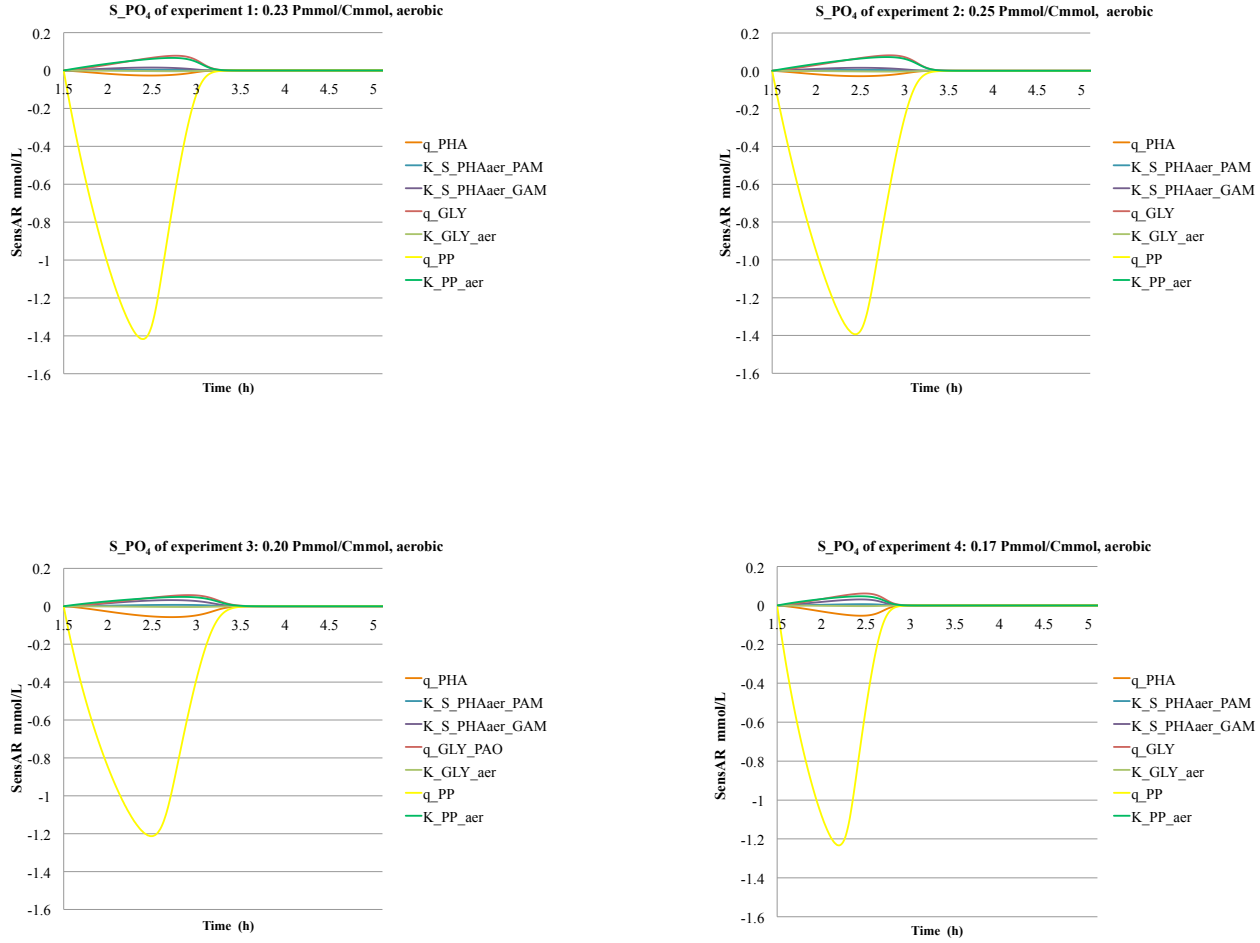 S_PO₄ of experiment 1: 0.23 Pmmol/Cmmol, aerobic
0.2
0
-0.2
-0.4
-0.6
-0.8
-1
-1.2
-1.4
-1.6
1.5 2 2.5 3 3.5 4 4.5 5
SensAR mmol/L
Time (h)
q_PHA
K_S_PHAaer_PAM
K_S_PHAaer_GAM
q_GLY
K_GLY_aer
q_PP
K_PP_aer
S_PO₄ of experiment 2: 0.25 Pmmol/Cmmol, aerobic
0.2
0.0
-0.2
-0.4
-0.6
-0.8
-1.0
-1.2
-1.4
-1.6
1.5 2 2.5 3 3.5 4 4.5 5
SensAR mmol/L
Time (h)
q_PHA
K_S_PHAaer_PAM
K_S_PHAaer_GAM
q_GLY
K_GLY_aer
q_PP
K_PP_aer
S_PO₄ of experiment 3: 0.20 Pmmol/Cmmol, aerobic
0.2
0
-0.2
-0.4
-0.6
-0.8
-1
-1.2
-1.4
-1.6
1.5 2 2.5 3 3.5 4 4.5 5
SensAR mmol/L
Time (h)
q_PHA
K_S_PHAaer_PAM
K_S_PHAaer_GAM
q_GLY_PAO
K_GLY_aer
q_PP
K_PP_aer
S_PO₄ of experiment 4: 0.17 Pmmol/Cmmol, aerobic
0.2
0
-0.2
-0.4
-0.6
-0.8
-1
-1.2
-1.4
-1.6
1.5 2 2.5 3 3.5 4 4.5 5
SensAR mmol/L
Time (h)
q_PHA
K_S_PHAaer_PAM
K_S_PHAaer_GAM
q_GLY
K_GLY_aer
q_PP
K_PP_aer